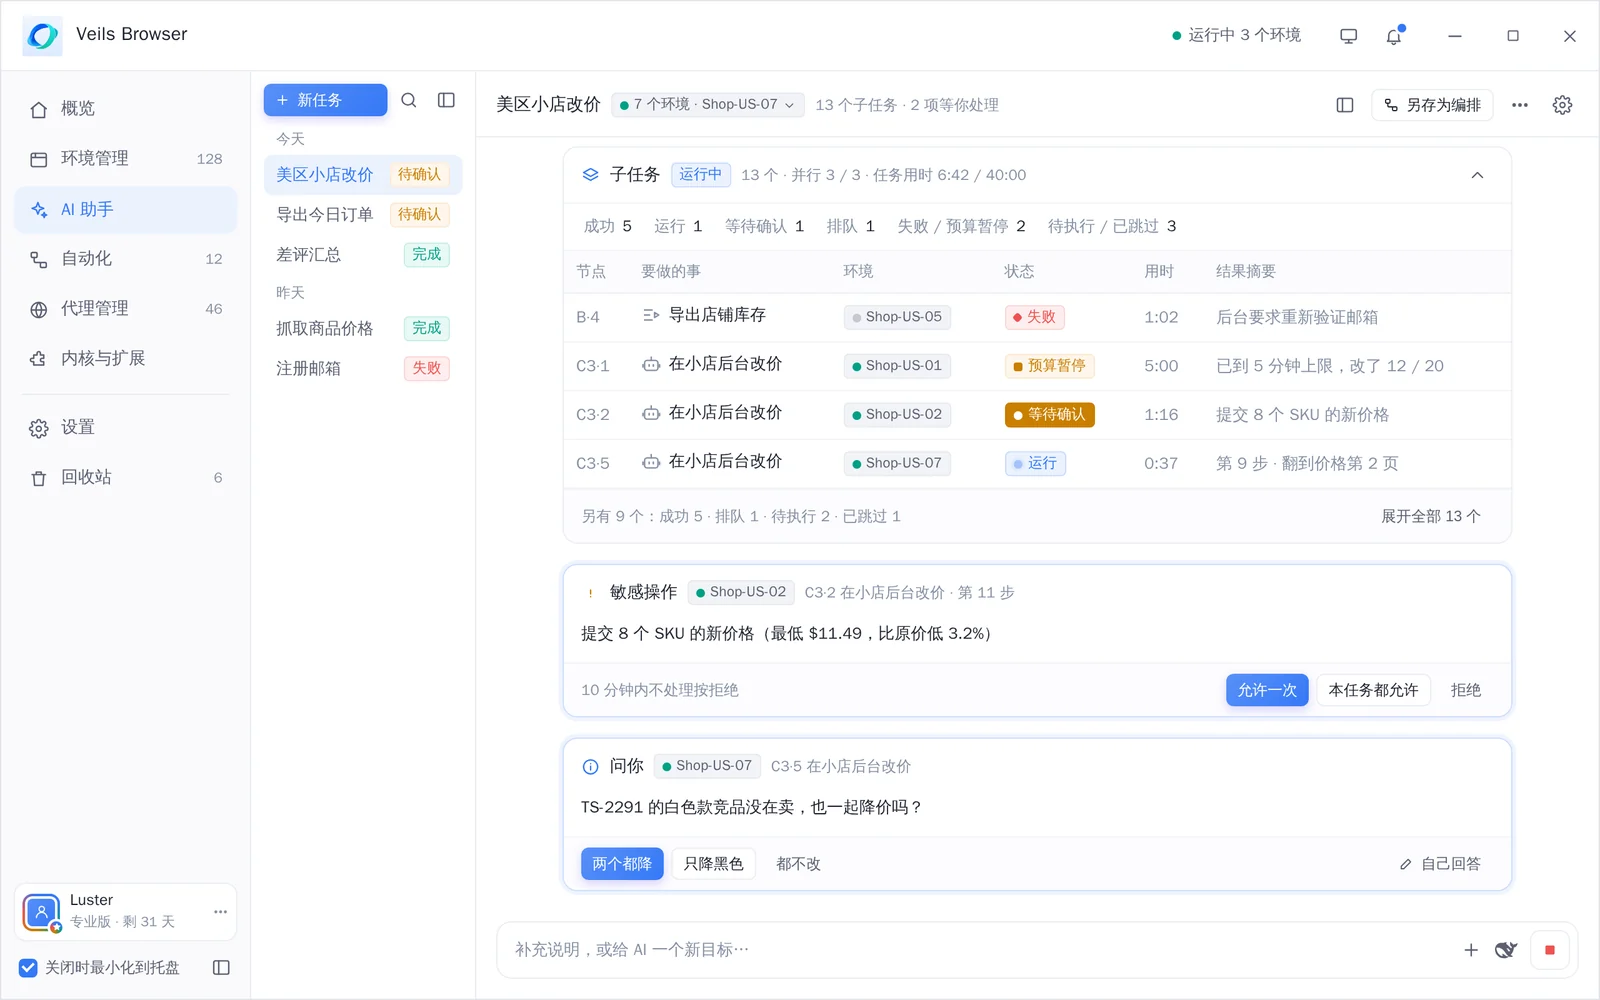 Veils Browser
运行中 3 个环境
概览
环境管理 128
AI 助手
自动化 12
代理管理 46
内核与扩展
设置
回收站 6
Luster
专业版 · 剩 31 天
关闭时最小化到托盘
新任务
今天
美区小店改价 待确认
导出今日订单 待确认
差评汇总 完成
昨天
抓取商品价格 完成
注册邮箱 失败
美区小店改价 7 个环境 · Shop-US-07 13 个子任务 · 2 项等你处理 另存为编排
子任务 运行中 13 个 · 并行 3 / 3 · 任务用时 6:42 / 40:00
成功 5 运行 1 等待确认 1 排队 1 失败 / 预算暂停 2 待执行 / 已跳过 3
节点 要做的事 环境 状态 用时 结果摘要
B·4 导出店铺库存 Shop-US-05 失败 1:02 后台要求重新验证邮箱
C3·1 在小店后台改价 Shop-US-01 预算暂停 5:00 已到 5 分钟上限，改了 12 / 20
C3·2 在小店后台改价 Shop-US-02 等待确认 1:16 提交 8 个 SKU 的新价格
C3·5 在小店后台改价 Shop-US-07 运行 0:37 第 9 步 · 翻到价格第 2 页
另有 9 个：成功 5 · 排队 1 · 待执行 2 · 已跳过 1 展开全部 13 个
敏感操作 Shop-US-02 C3·2 在小店后台改价 · 第 11 步
提交 8 个 SKU 的新价格（最低 $11.49，比原价低 3.2%）
10 分钟内不处理按拒绝 允许一次 本任务都允许 拒绝
问你 Shop-US-07 C3·5 在小店后台改价
TS-2291 的白色款竞品没在卖，也一起降价吗？
两个都降 只降黑色 都不改 自己回答
补充说明，或给 AI 一个新目标…